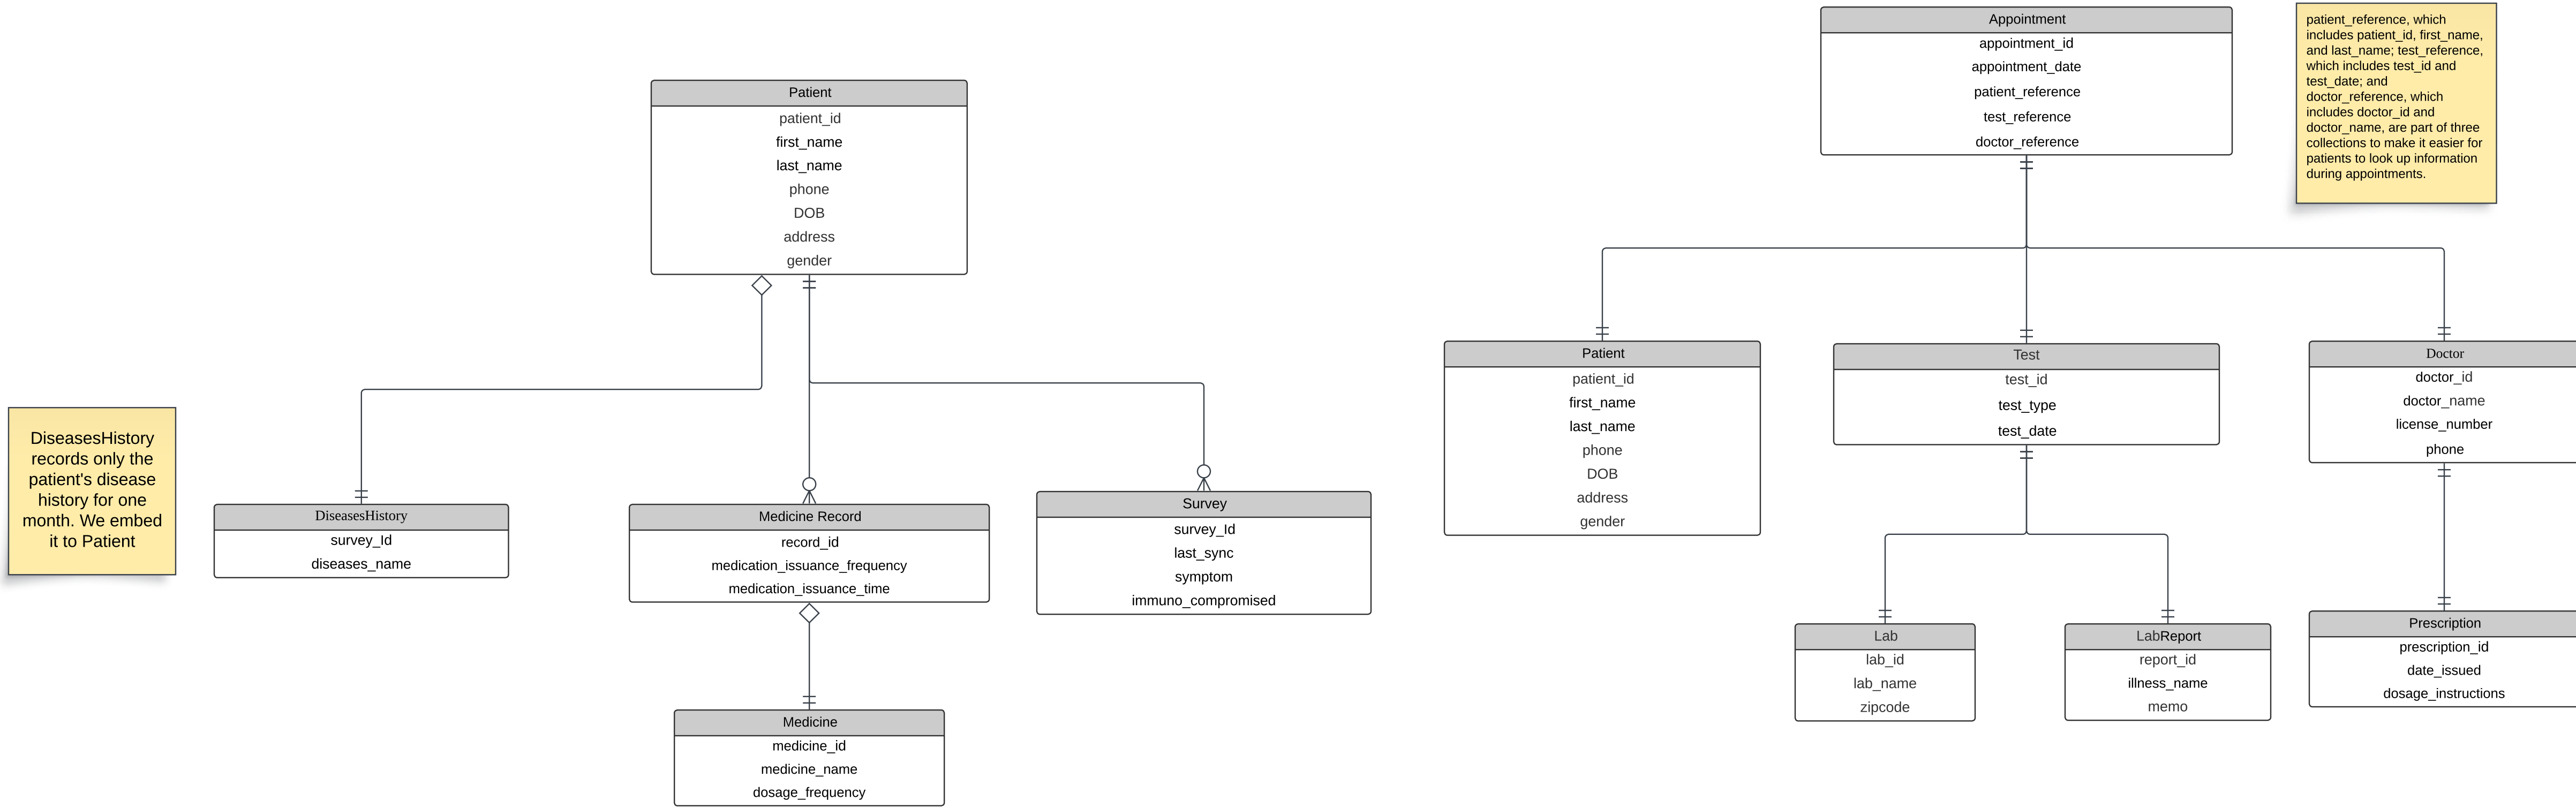 Appointment
appointment_id
appointment_date
patient_reference
test_reference
doctor_reference
patient_reference, which
includes patient_id, first_name,
and last_name; test_reference,
which includes test_id and
test_date; and
doctor_reference, which
includes doctor_id and
doctor_name, are part of three
collections to make it easier for
patients to look up information
during appointments.
Patient
patient_id
first_name
last_name
phone
DOB
address
gender
DiseasesHistory
records only the
patient's disease
history for one
month. We embed
it to Patient
DiseasesHistory
survey_Id
diseases_name
Medicine Record
record_id
medication_issuance_frequency
medication_issuance_time
Survey
survey_Id
last_sync
symptom
immuno_compromised
Medicine
medicine_id
medicine_name
dosage_frequency
Patient
patient_id
first_name
last_name
phone
DOB
address
gender
Test
test_id
test_type
test_date
Doctor
doctor_id
doctor_name
license_number
phone
Lab
lab_id
lab_name
zipcode
LabReport
report_id
illness_name
memo
Prescription
prescription_id
date_issued
dosage_instructions